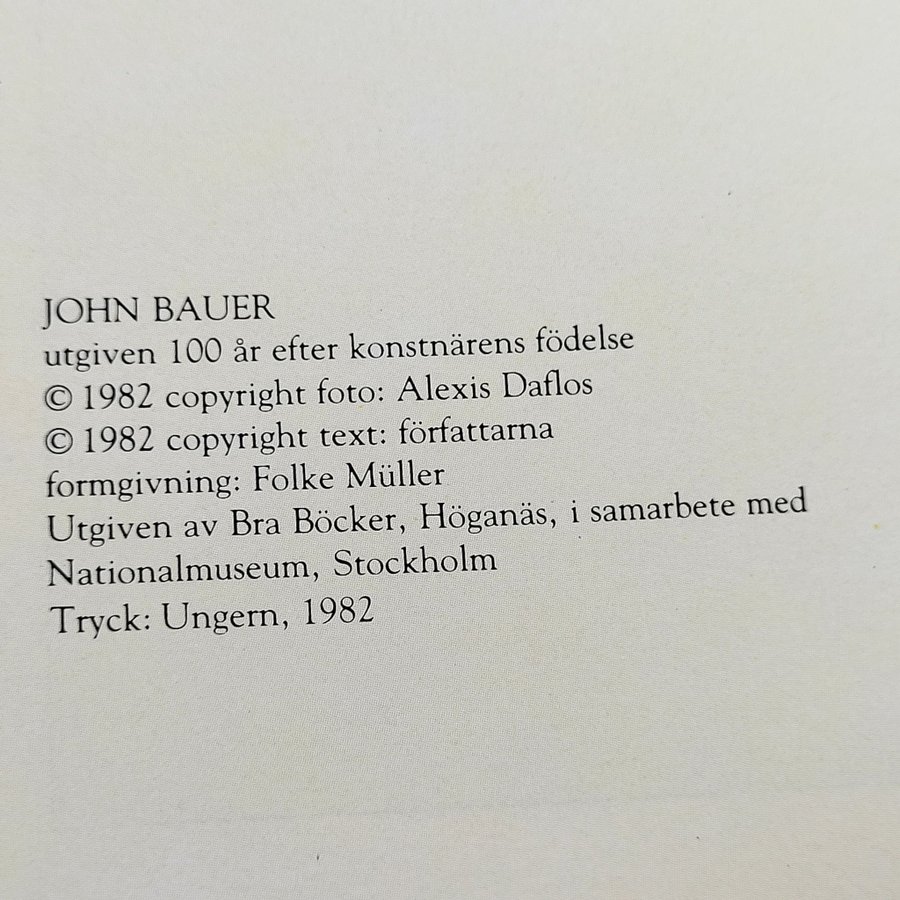 JOHN BAUER
utgiven 100 år efter konstnärens födelse
© 1982 copyright foto: Alexis Daflos
© 1982 copyright text: författarna
formgivning: Folke Müller
Utgiven av Bra Böcker, Höganäs, i samarbete med
Nationalmuseum, Stockholm
Tryck: Ungern, 1982